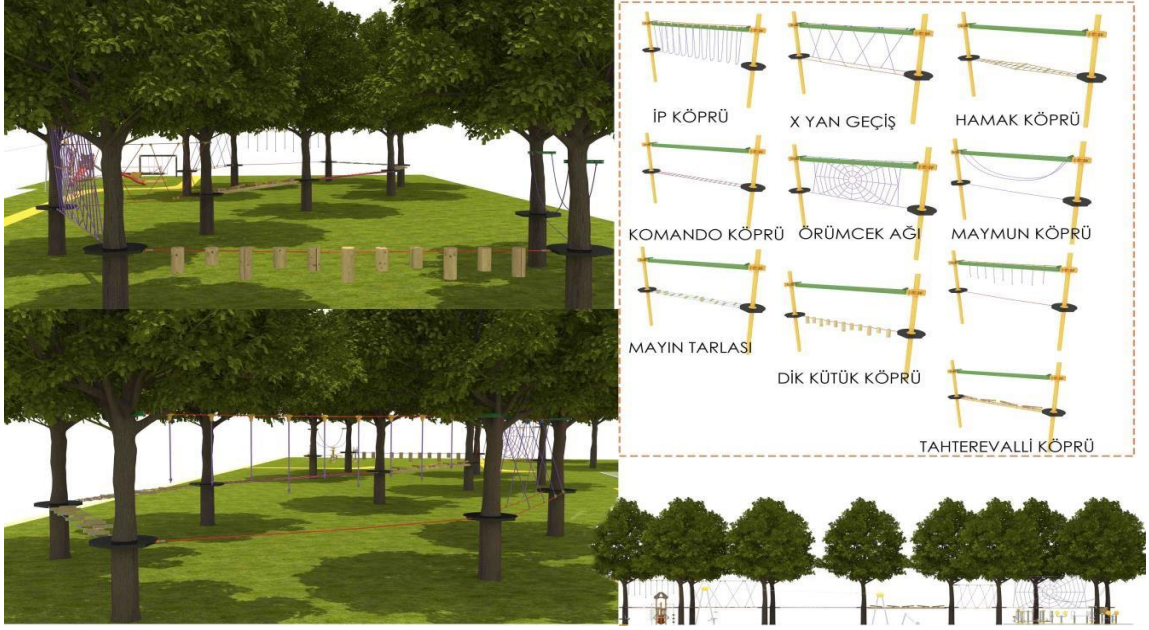 İP KÖPRÜ
X YAN GEÇİŞ
HAMAK KÖPRÜ
KOMANDO KÖPRÜ
ÖRÜMCEK AĞI
MAYMUN KÖPRÜ
MAYIN TARLASI
DİK KÜTÜK KÖPRÜ
TAHTEREVALLİ KÖPRÜ